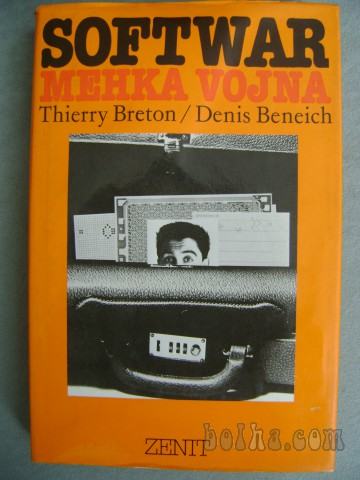 SOFTWAR
MEHKA VOJNA
Thierry Breton / Denis Beneich
ZENIT
bolha.com